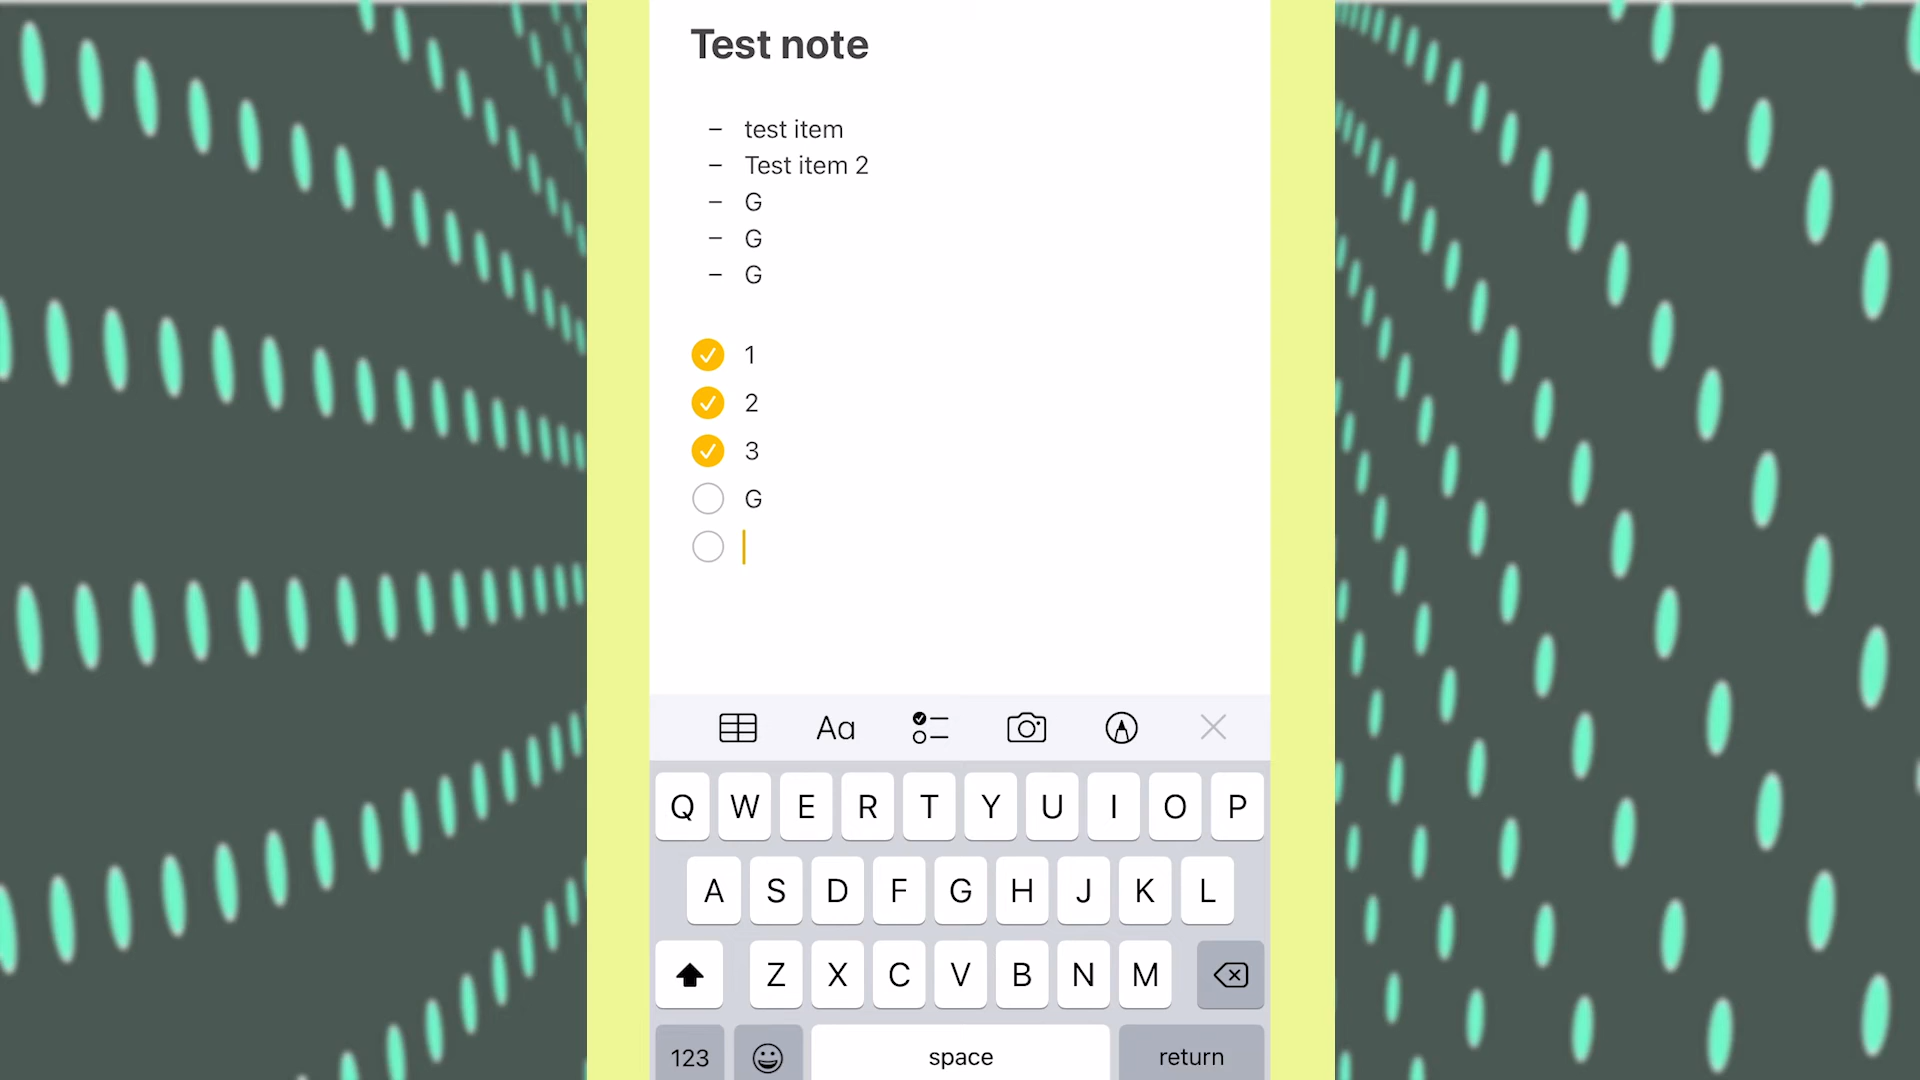 Test note
– test item
– Test item 2
– G
– G
– G
1
2
3
G
Aa
Q W E R T Y U I O P
A S D F G H J K L
Z X C V B N M
123 space return